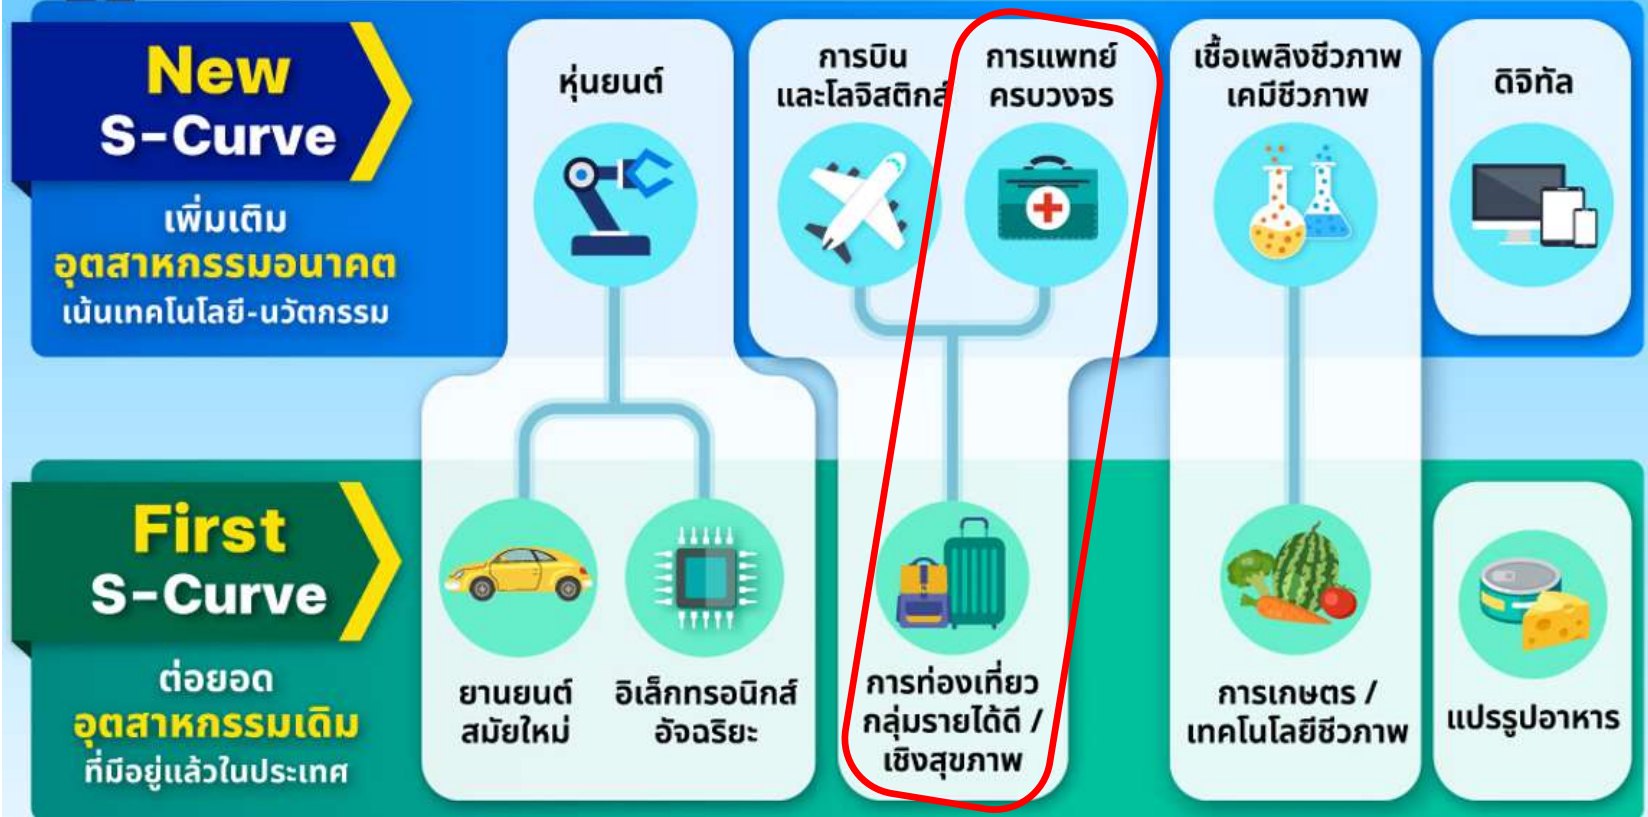 New
S-Curve
เพิ่มเติม
อุตสาหกรรมอนาคต
เน้นเทคโนโลยี-นวัตกรรม
หุ่นยนต์
การบิน
และโลจิสติกส์
การแพทย์
ครบวงจร
เชื้อเพลิงชีวภาพ
เคมีชีวภาพ
ดิจิทัล
First
S-Curve
ต่อยอด
อุตสาหกรรมเดิม
ที่มีอยู่แล้วในประเทศ
ยานยนต์
สมัยใหม่
อิเล็กทรอนิกส์
อัจฉริยะ
การท่องเที่ยว
กลุ่มรายได้ดี /
เชิงสุขภาพ
การเกษตร /
เทคโนโลยีชีวภาพ
แปรรูปอาหาร